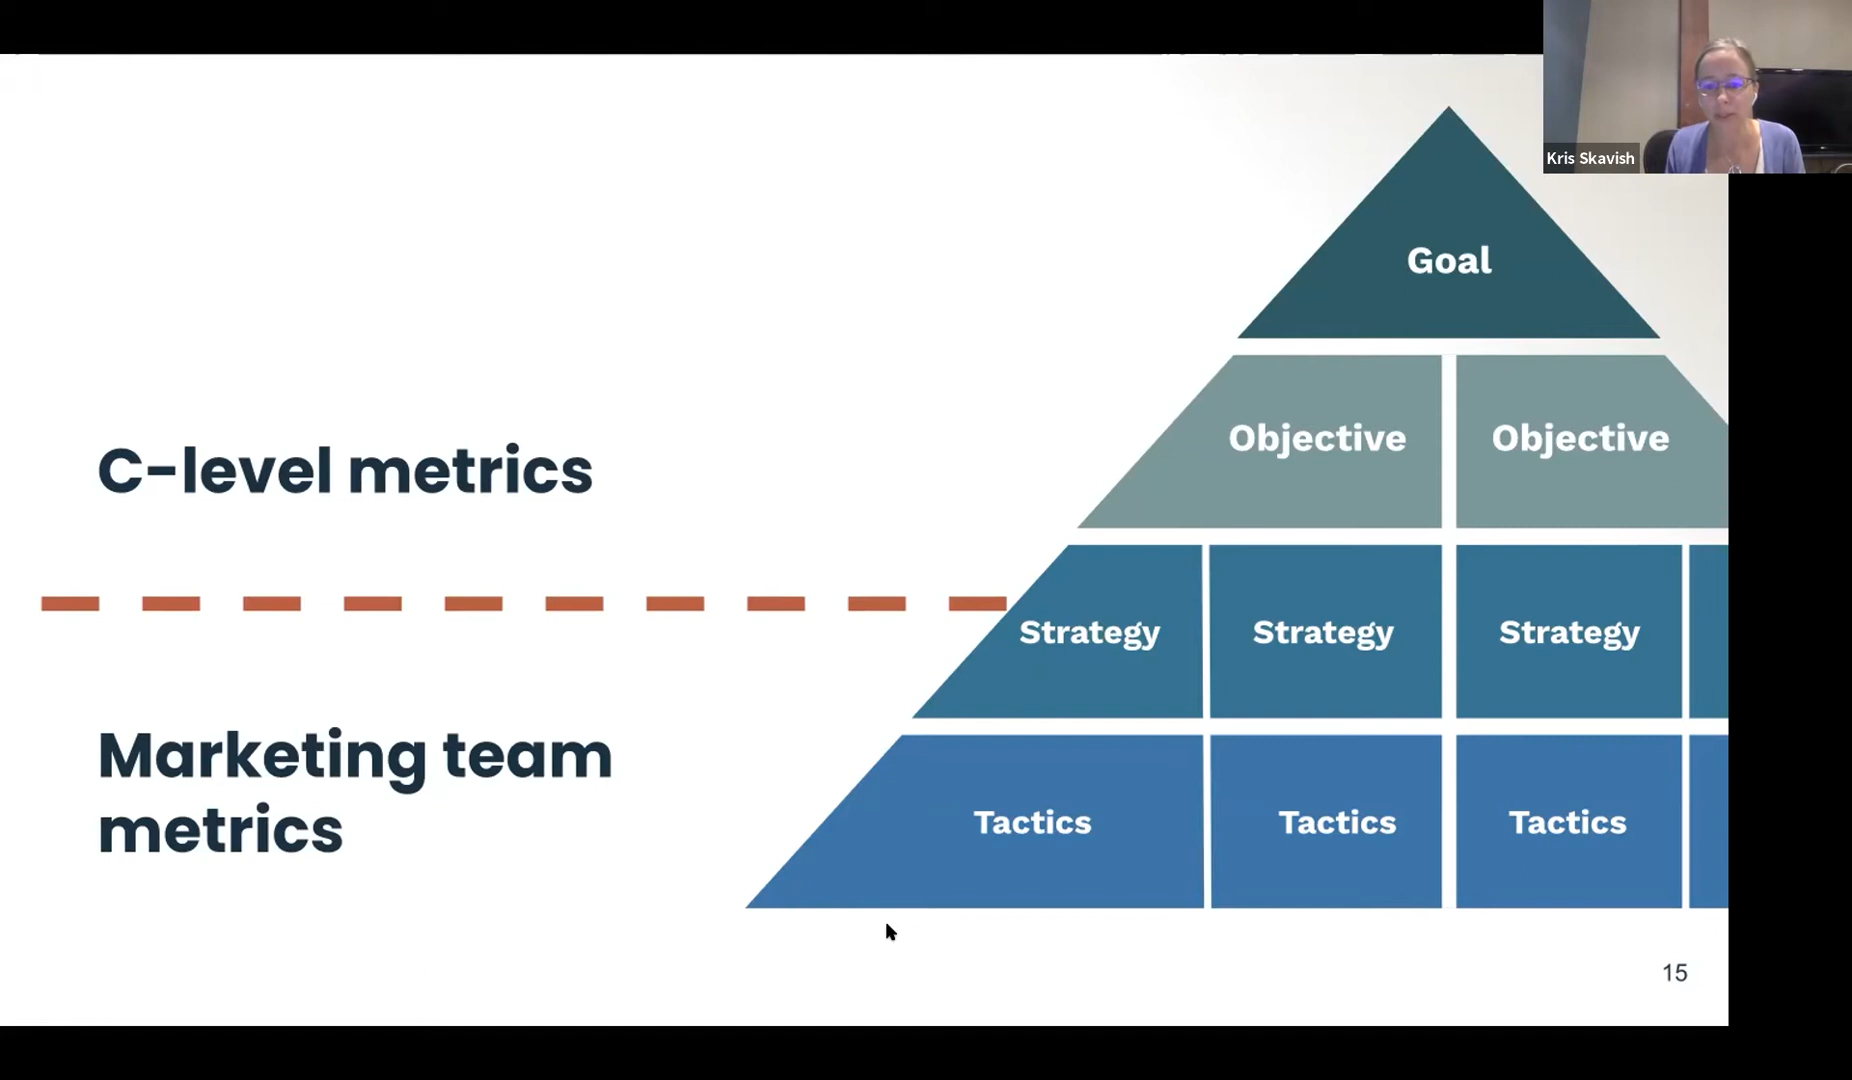 Kris Skavish
Goal
Objective Objective
C-level metrics
Strategy Strategy Strategy
Marketing team
metrics
Tactics Tactics Tactics
15